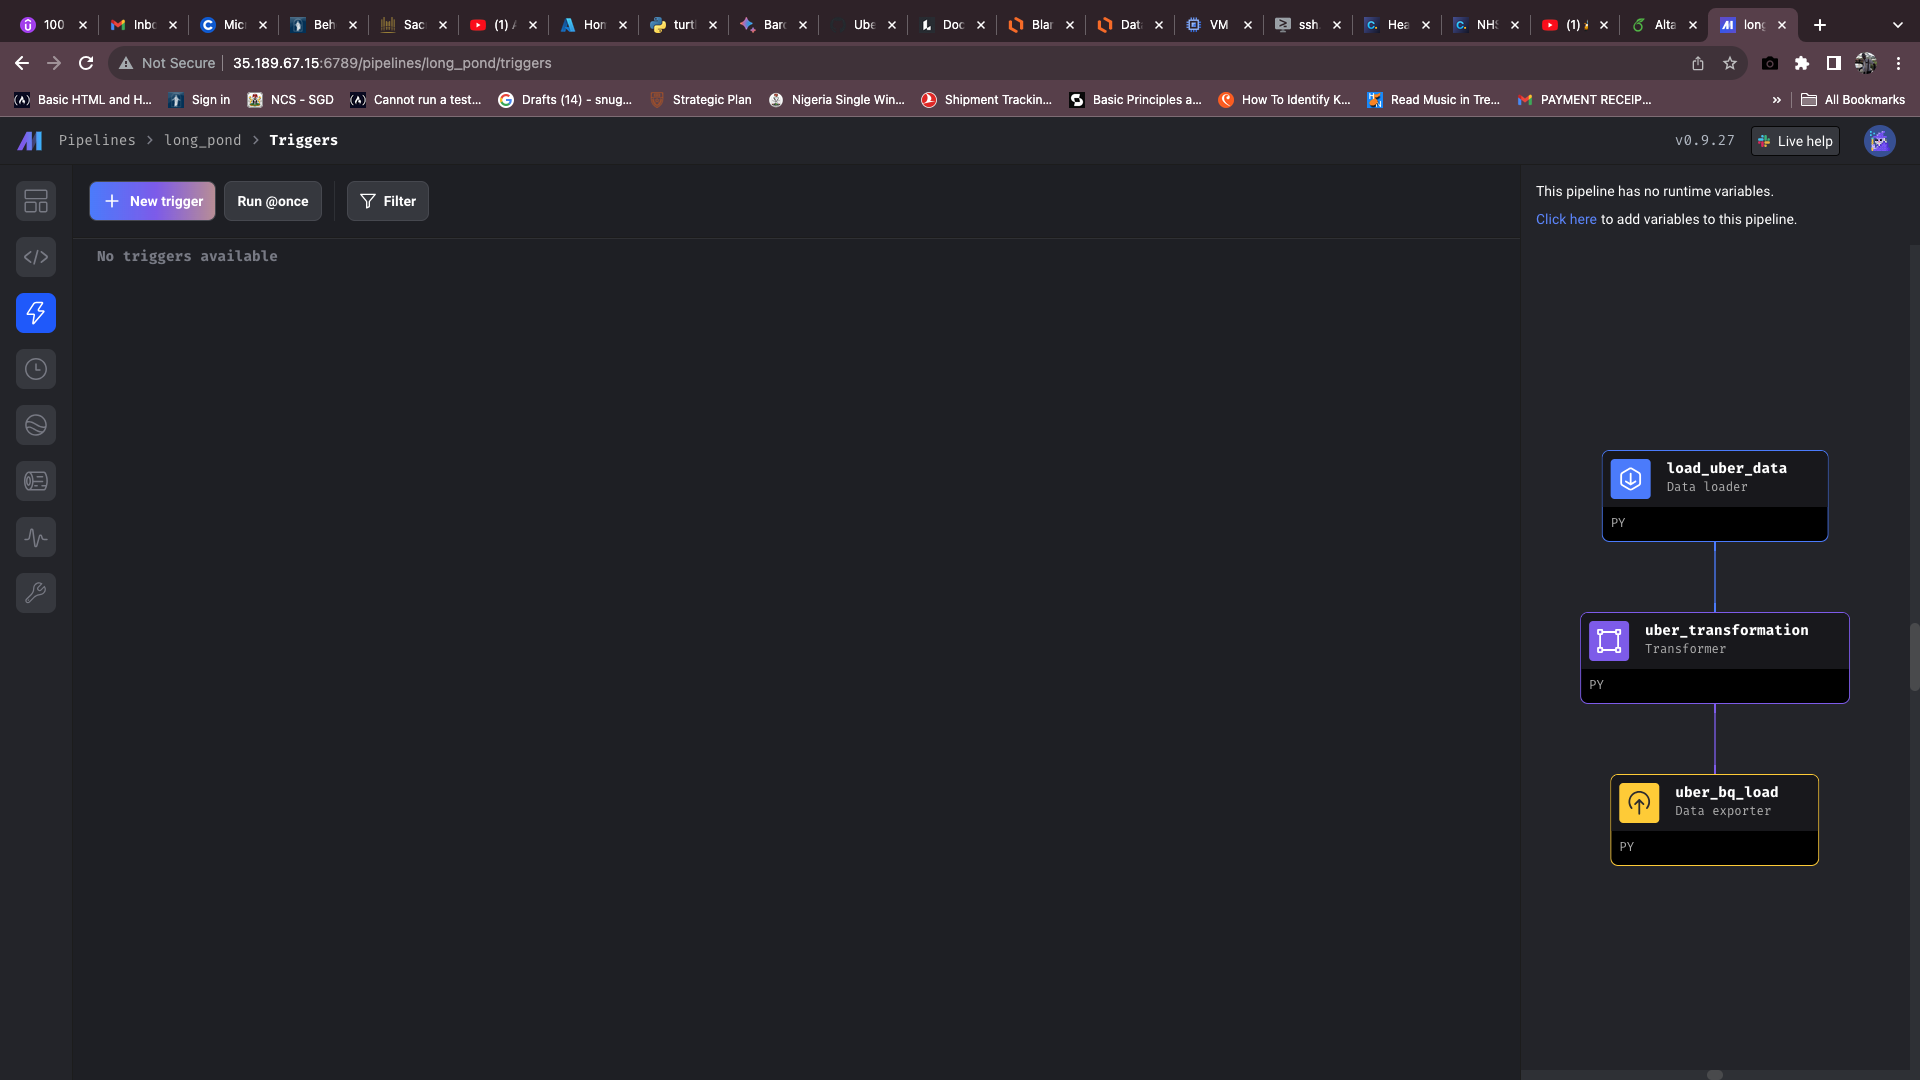 100
Inbo
Micr
Beh
Sac
(1) A
Hon
turtl
Bard
Ube
Doc
Blar
Data
VM
ssh.
Hea
NHS
(1)
Alta
long
Not Secure
35.189.67.15:6789/pipelines/long_pond/triggers
Basic HTML and H...
Sign in
NCS - SGD
Cannot run a test...
Drafts (14) - snug...
Strategic Plan
Nigeria Single Win...
Shipment Trackin...
Basic Principles a...
How To Identify K...
Read Music in Tre...
PAYMENT RECEIP...
»
All Bookmarks
Pipelines > long_pond > Triggers
v0.9.27
Live help
New trigger
Run @once
Filter
No triggers available
This pipeline has no runtime variables.
Click here to add variables to this pipeline.
load_uber_data
Data loader
PY
uber_transformation
Transformer
PY
uber_bq_load
Data exporter
PY